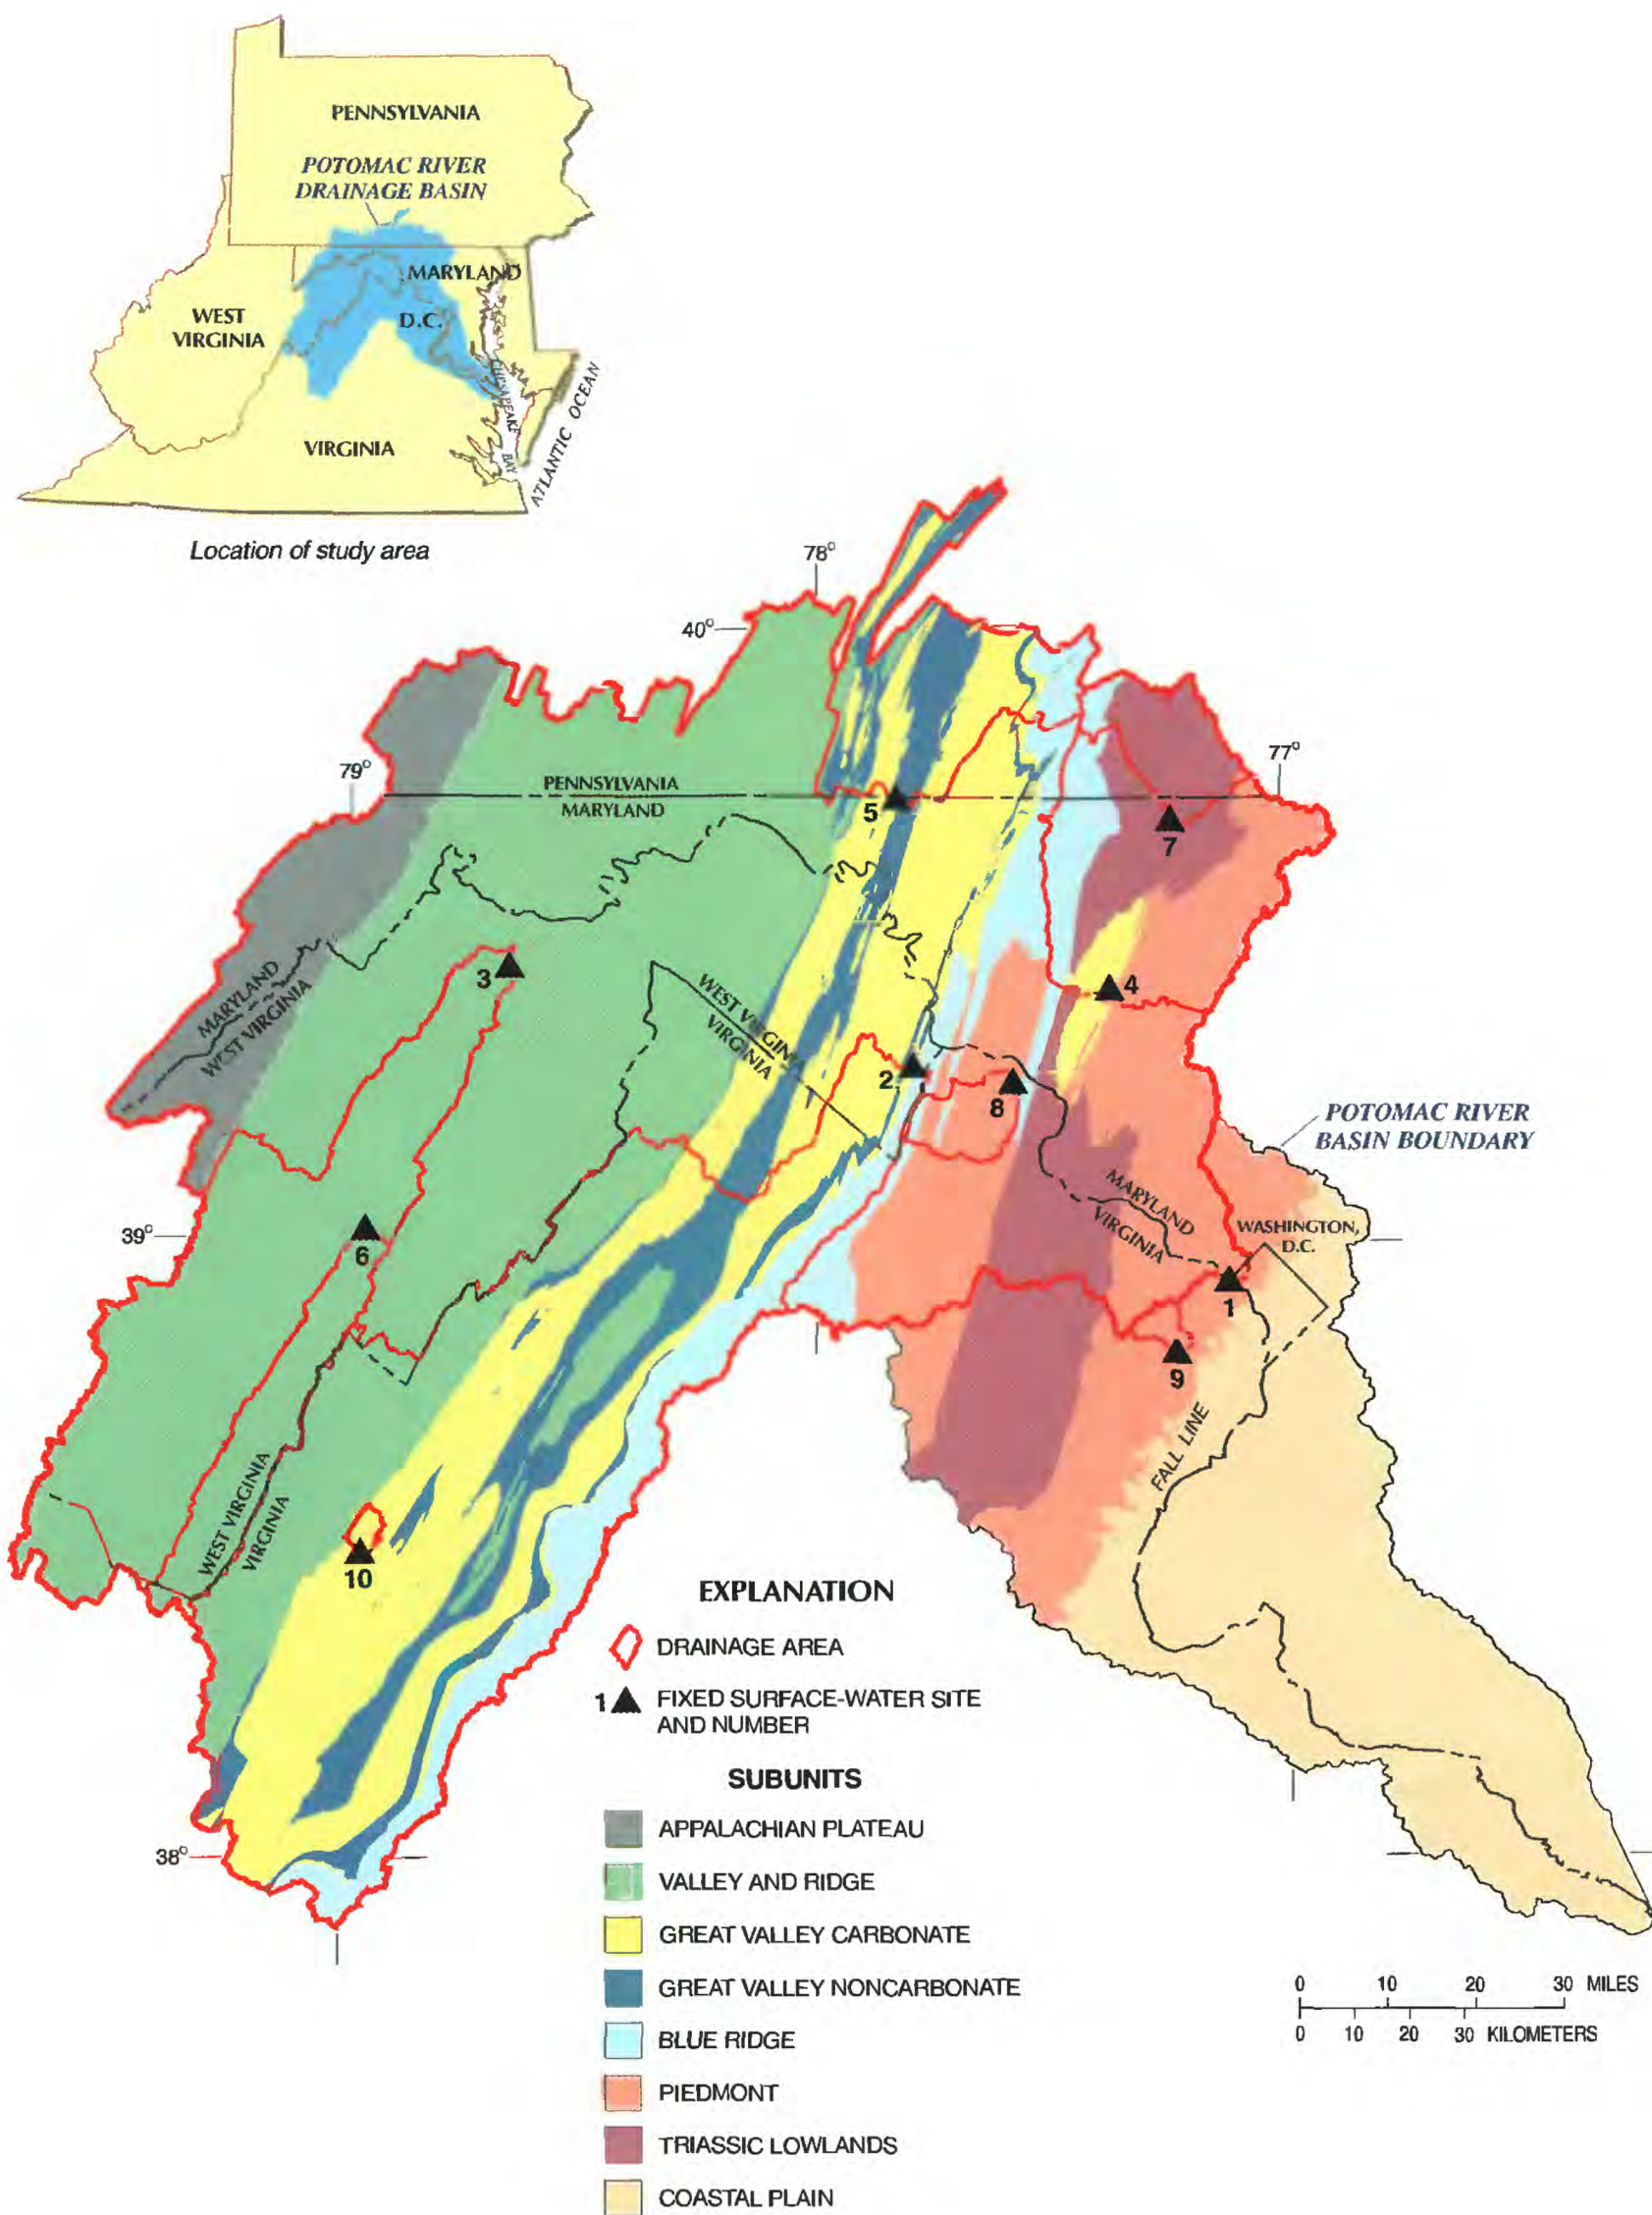 PENNSYLVANIA
POTOMAC RIVER
DRAINAGE BASIN
MARYLAND
WEST
VIRGINIA
D.C.
CHESAPEAKE
BAY
ATLANTIC OCEAN
VIRGINIA
Location of study area
78°
40°
79°
77°
PENNSYLVANIA
MARYLAND
5
7
3
4
MARYLAND
WEST VIRGINIA
WEST VIRGINIA
VIRGINIA
2
8
POTOMAC RIVER
BASIN BOUNDARY
MARYLAND
VIRGINIA
WASHINGTON,
D.C.
39°
6
1
9
FALL LINE
WEST VIRGINIA
VIRGINIA
10
38°
EXPLANATION
DRAINAGE AREA
1 FIXED SURFACE-WATER SITE
AND NUMBER
SUBUNITS
APPALACHIAN PLATEAU
VALLEY AND RIDGE
GREAT VALLEY CARBONATE
GREAT VALLEY NONCARBONATE
BLUE RIDGE
PIEDMONT
TRIASSIC LOWLANDS
COASTAL PLAIN
0 10 20 30 MILES
0 10 20 30 KILOMETERS